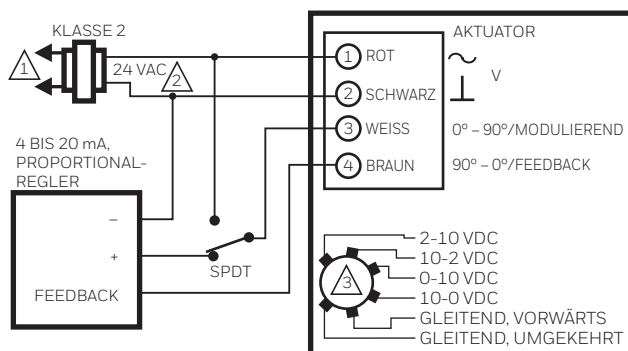 KLASSE 2
1
24 VAC
2
4 BIS 20 mA,
PROPORTIONAL-
REGLER
–
+
FEEDBACK
SPDT
AKTUATOR
1 ROT
2 SCHWARZ
V
3 WEISS
0° – 90°/MODULIEREND
4 BRAUN
90° – 0°/FEEDBACK
3
2-10 VDC
10-2 VDC
0-10 VDC
10-0 VDC
GLEITEND, VORWÄRTS
GLEITEND, UMGEKEHRT